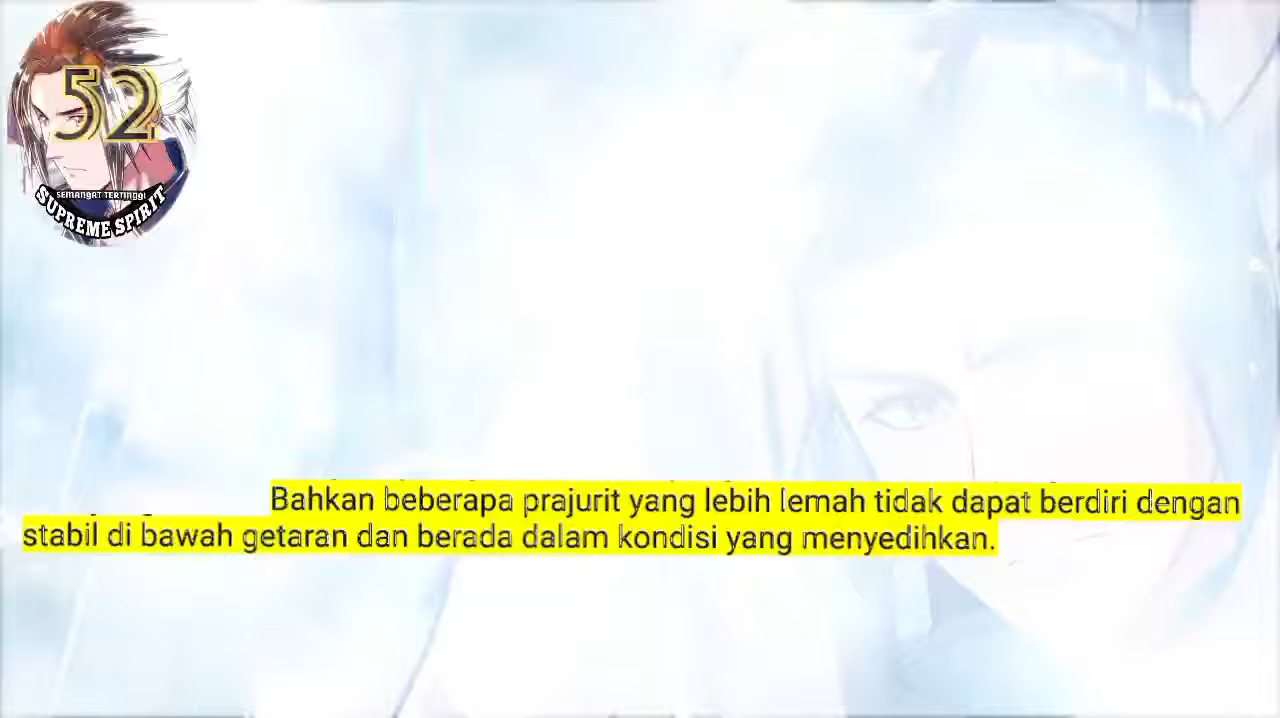 52
SEMANGAT TERTINGGI
SUPREME SPIRIT
Bahkan beberapa prajurit yang lebih lemah tidak dapat berdiri dengan
stabil di bawah getaran dan berada dalam kondisi yang menyedihkan.